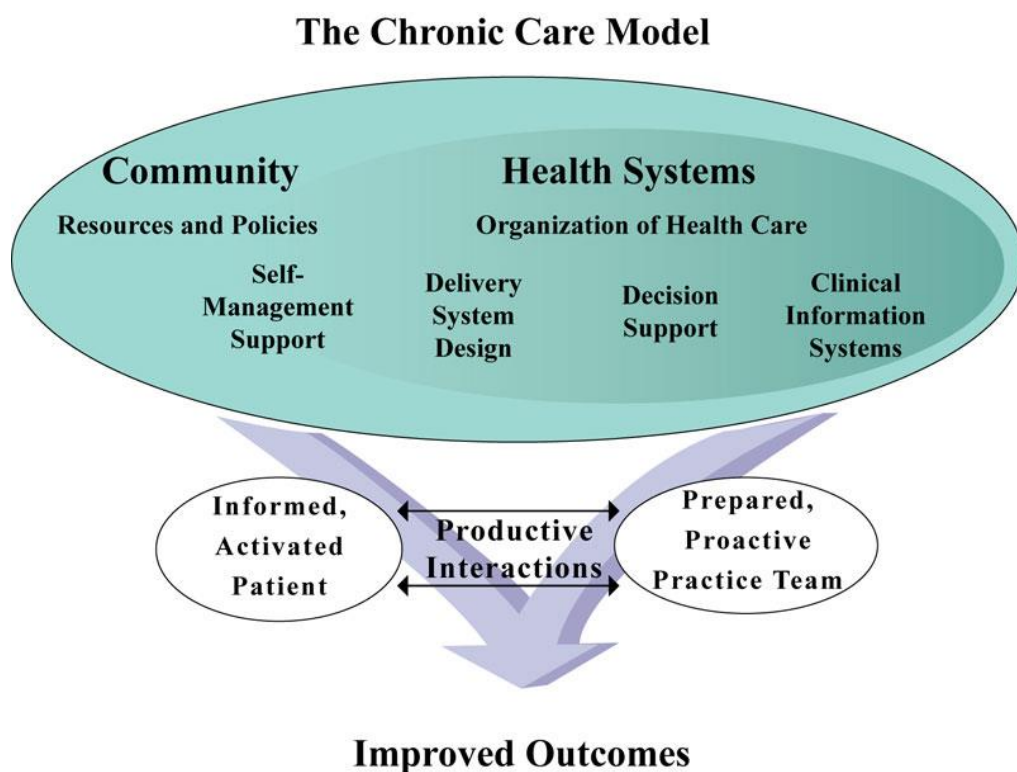 The Chronic Care Model
Community
Health Systems
Resources and Policies
Organization of Health Care
Self-
Management
Support
Delivery
System
Design
Decision
Support
Clinical
Information
Systems
Informed,
Activated
Patient
Productive
Interactions
Prepared,
Proactive
Practice Team
Improved Outcomes